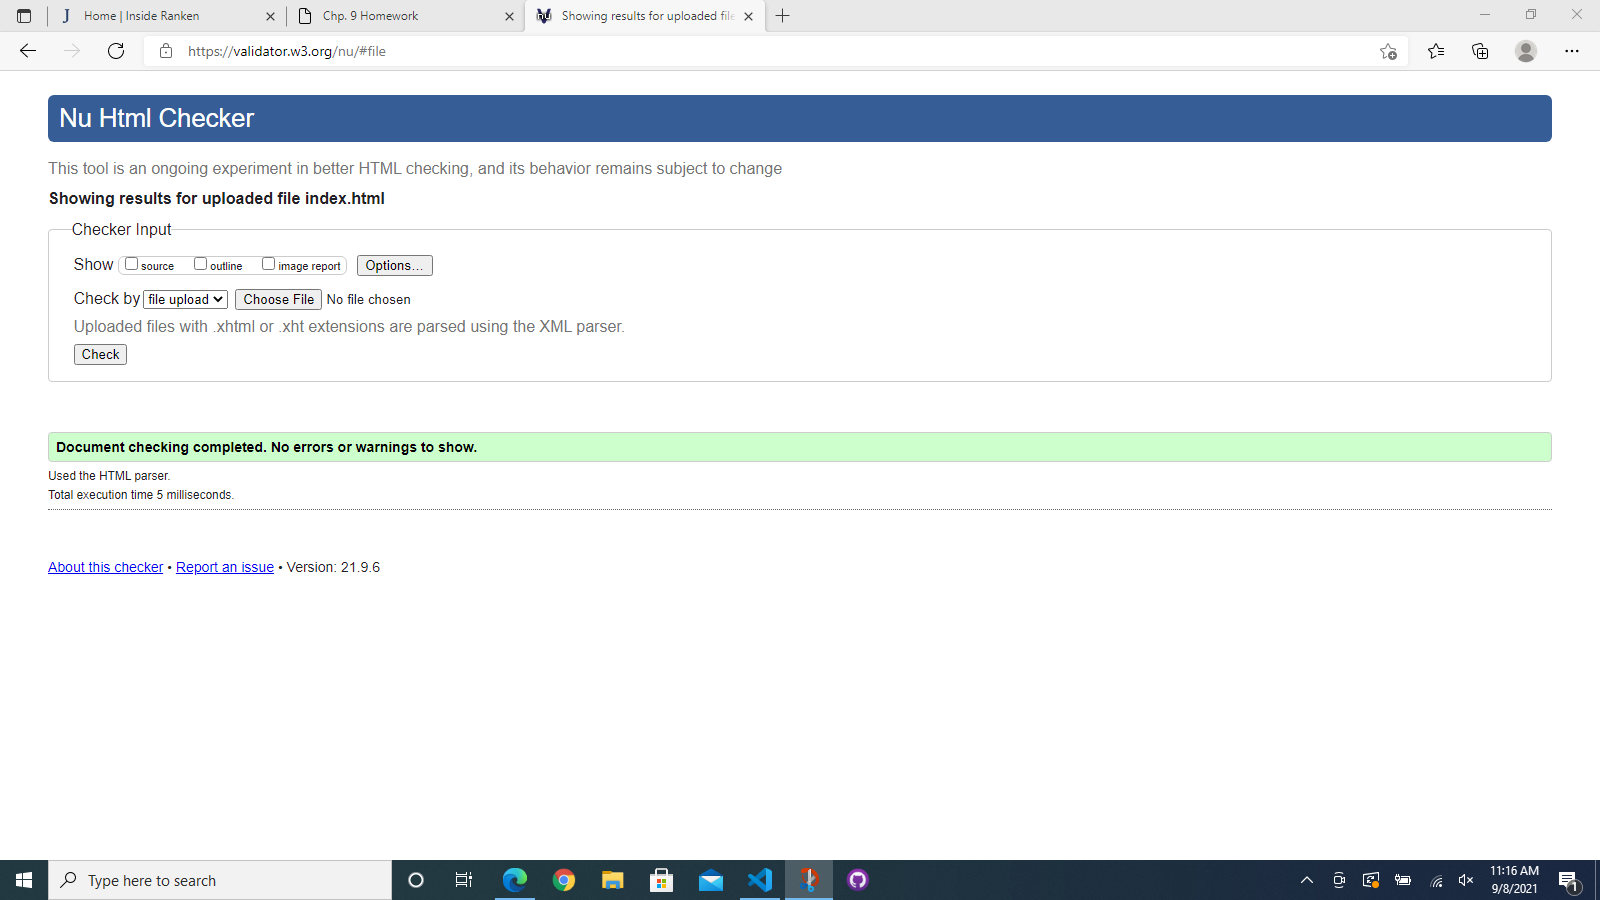 Home | Inside Ranken
Chp. 9 Homework
Showing results for uploaded file
https://validator.w3.org/nu/#file
Nu Html Checker
This tool is an ongoing experiment in better HTML checking, and its behavior remains subject to change
Showing results for uploaded file index.html
Checker Input
Show source outline image report Options...
Check by file upload Choose File No file chosen
Uploaded files with .xhtml or .xht extensions are parsed using the XML parser.
Check
Document checking completed. No errors or warnings to show.
Used the HTML parser.
Total execution time 5 milliseconds.
About this checker • Report an issue • Version: 21.9.6
Type here to search
11:16 AM
9/8/2021
1